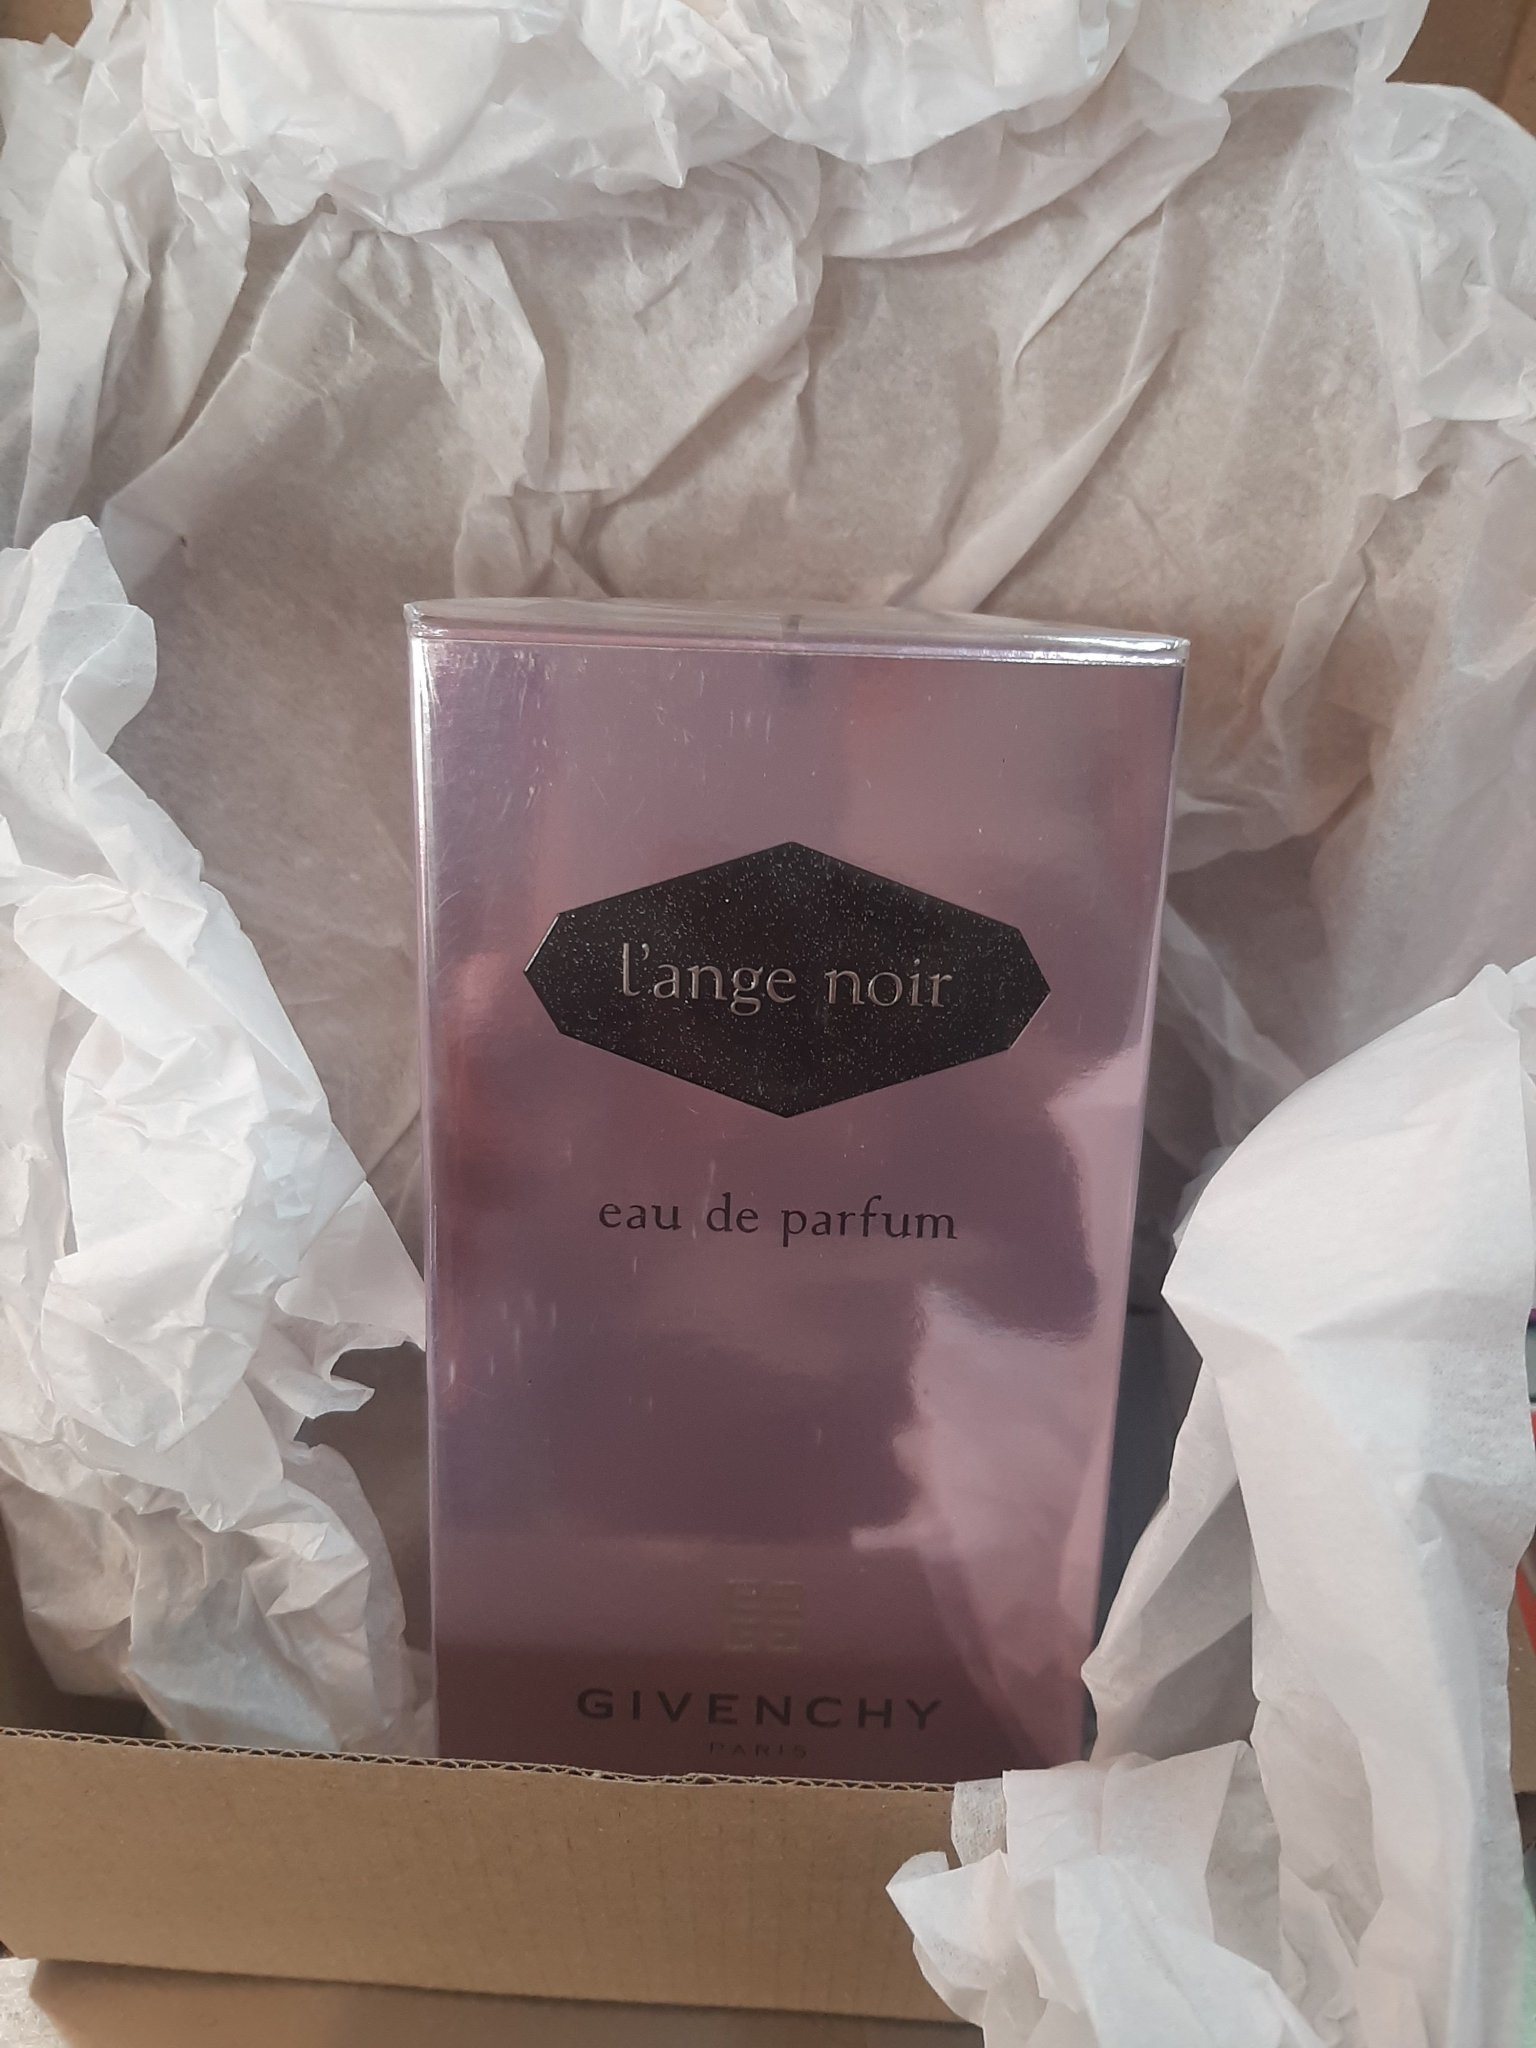 l'ange noir
eau de parfum
GIVENCHY
PARIS